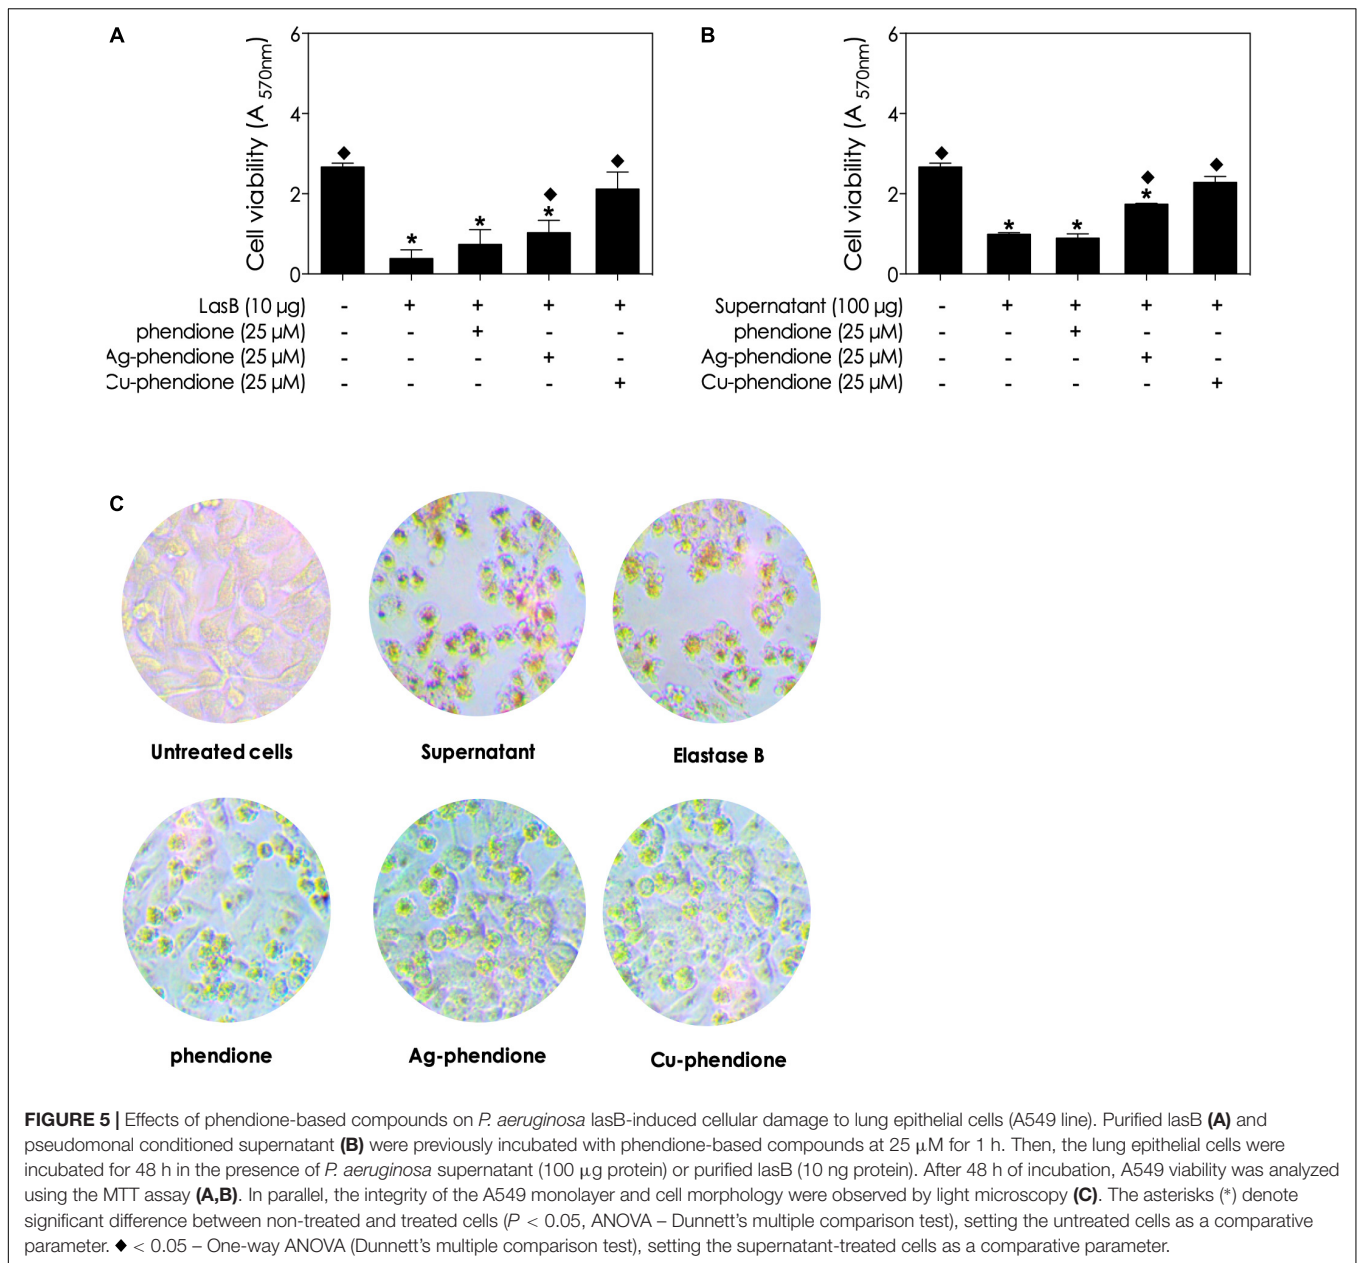 A
Cell viability (A 570nm)
6
4
2
0
◆ * * ◆ * ◆
LasB (10 µg) - + + + +
phendione (25 µM) - - + - -
Ag-phendione (25 µM) - - - + -
Cu-phendione (25 µM) - - - - +
B
Cell viability (A 570nm)
6
4
2
0
◆ * * ◆ * ◆
Supernatant (100 µg) - + + + +
phendione (25 µM) - - + - -
Ag-phendione (25 µM) - - - + -
Cu-phendione (25 µM) - - - - +
C
Untreated cells
Supernatant
Elastase B
phendione
Ag-phendione
Cu-phendione
FIGURE 5 | Effects of phendione-based compounds on P. aeruginosa lasB-induced cellular damage to lung epithelial cells (A549 line). Purified lasB (A) and
pseudomonal conditioned supernatant (B) were previously incubated with phendione-based compounds at 25 µM for 1 h. Then, the lung epithelial cells were
incubated for 48 h in the presence of P. aeruginosa supernatant (100 µg protein) or purified lasB (10 ng protein). After 48 h of incubation, A549 viability was analyzed
using the MTT assay (A,B). In parallel, the integrity of the A549 monolayer and cell morphology were observed by light microscopy (C). The asterisks (*) denote
significant difference between non-treated and treated cells (P < 0.05, ANOVA – Dunnett's multiple comparison test), setting the untreated cells as a comparative
parameter. ◆ < 0.05 – One-way ANOVA (Dunnett's multiple comparison test), setting the supernatant-treated cells as a comparative parameter.